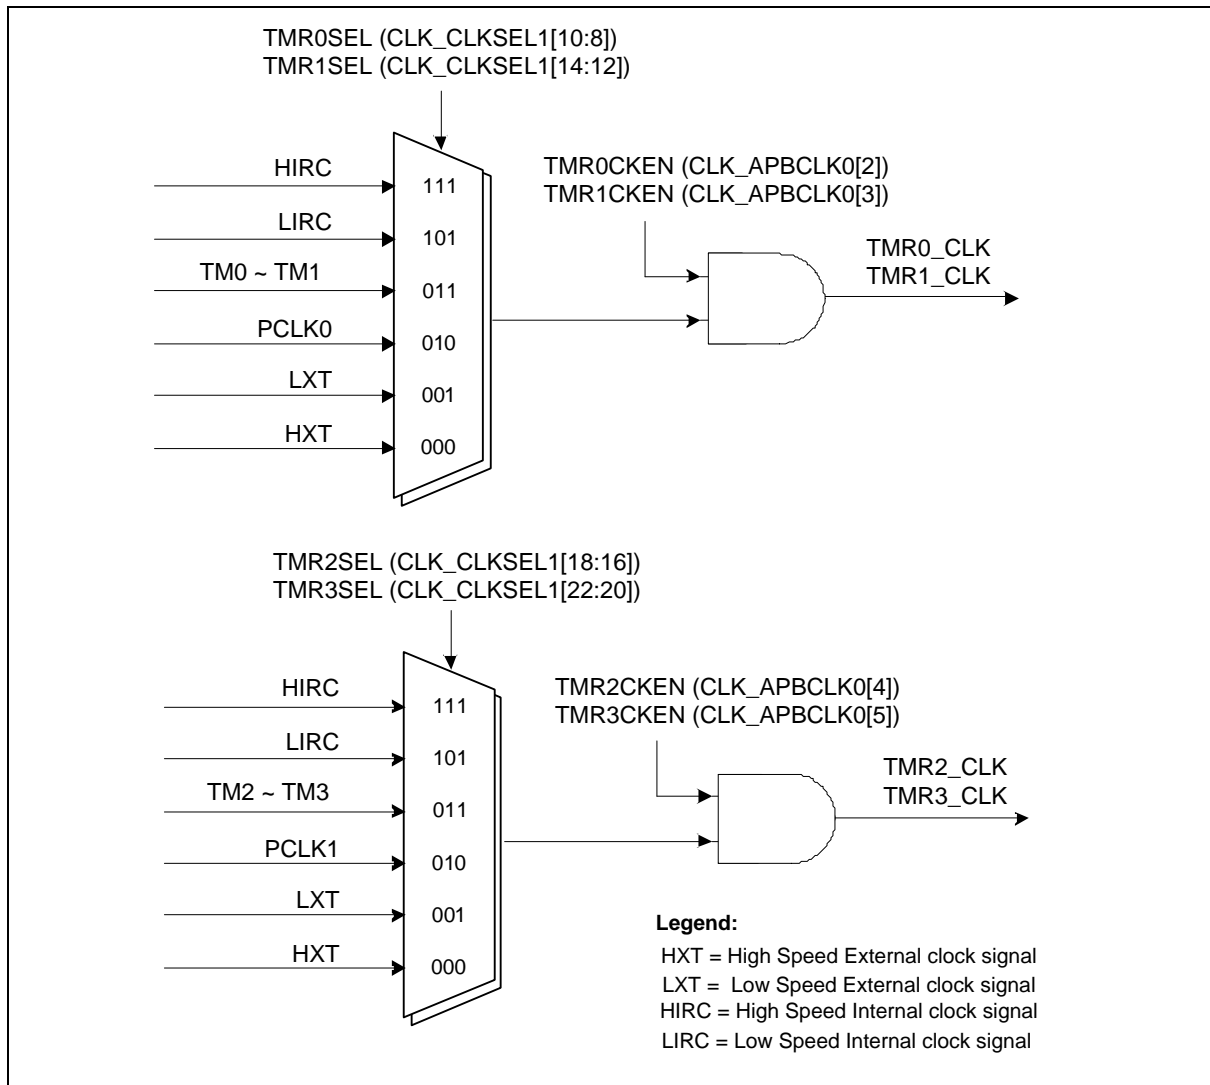 TMR0SEL (CLK_CLKSEL1[10:8])
TMR1SEL (CLK_CLKSEL1[14:12])
HIRC
111
LIRC
101
TM0 ~ TM1
011
PCLK0
010
LXT
001
HXT
000
TMR0CKEN (CLK_APBCLK0[2])
TMR1CKEN (CLK_APBCLK0[3])
TMR0_CLK
TMR1_CLK
TMR2SEL (CLK_CLKSEL1[18:16])
TMR3SEL (CLK_CLKSEL1[22:20])
HIRC
111
LIRC
101
TM2 ~ TM3
011
PCLK1
010
LXT
001
HXT
000
TMR2CKEN (CLK_APBCLK0[4])
TMR3CKEN (CLK_APBCLK0[5])
TMR2_CLK
TMR3_CLK
Legend:
HXT = High Speed External clock signal
LXT = Low Speed External clock signal
HIRC = High Speed Internal clock signal
LIRC = Low Speed Internal clock signal